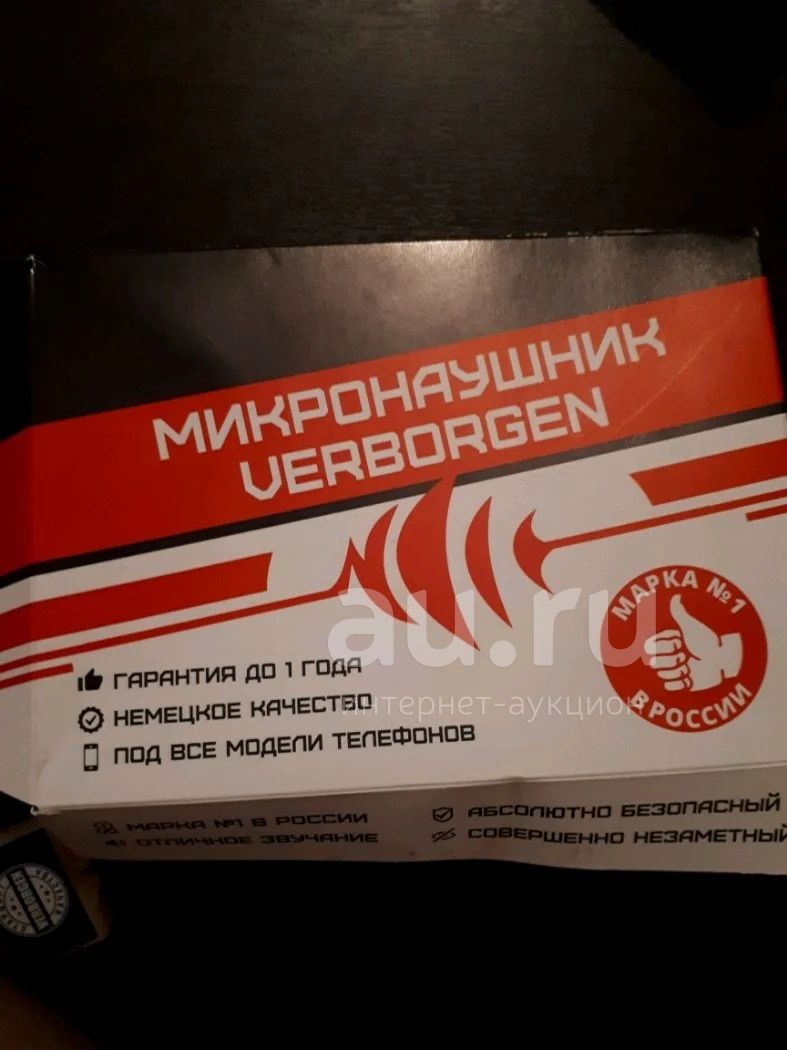 МИКРОНАУШНИК
VERBORGEN
МАРКА №1
В РОССИИ
ГАРАНТИЯ ДО 1 ГОДА
НЕМЕЦКОЕ КАЧЕСТВО
ПОД ВСЕ МОДЕЛИ ТЕЛЕФОНОВ
au.ru
интернет-аукцион
МАРКА №1 В РОССИИ
ОТЛИЧНОЕ ЗВУЧАНИЕ
АБСОЛЮТНО БЕЗОПАСНЫЙ
СОВЕРШЕННО НЕЗАМЕТНЫЙ
VERBORGEN